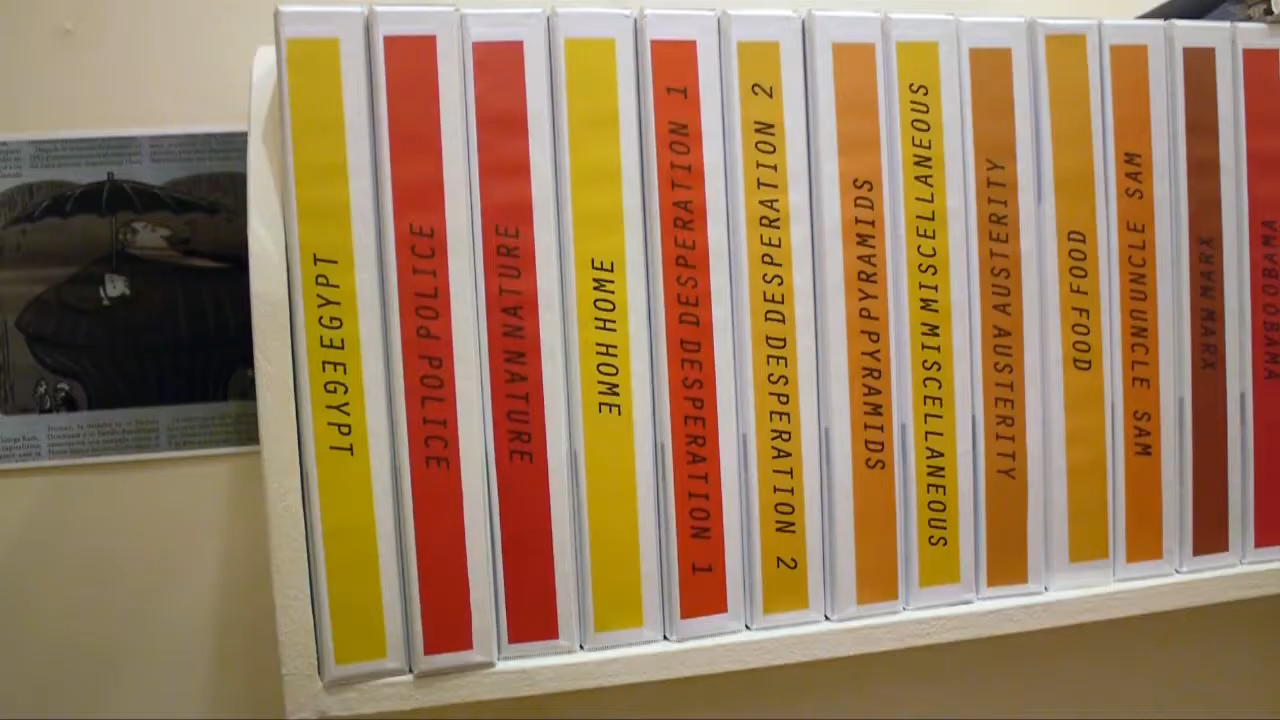 EGYPT EGYPT
POLICE POLICE
NATURE NATURE
HOME HOME
DESPERATION 1 DESPERATION 1
DESPERATION 2 DESPERATION 2
PYRAMIDS PYRAMIDS
MISCELLANEOUS MISCELLANEOUS
AUSTERITY AUSTERITY
FOOD FOOD
UNCLE SAM UNCLE SAM
MARX MARX
OBAMA OBAMA